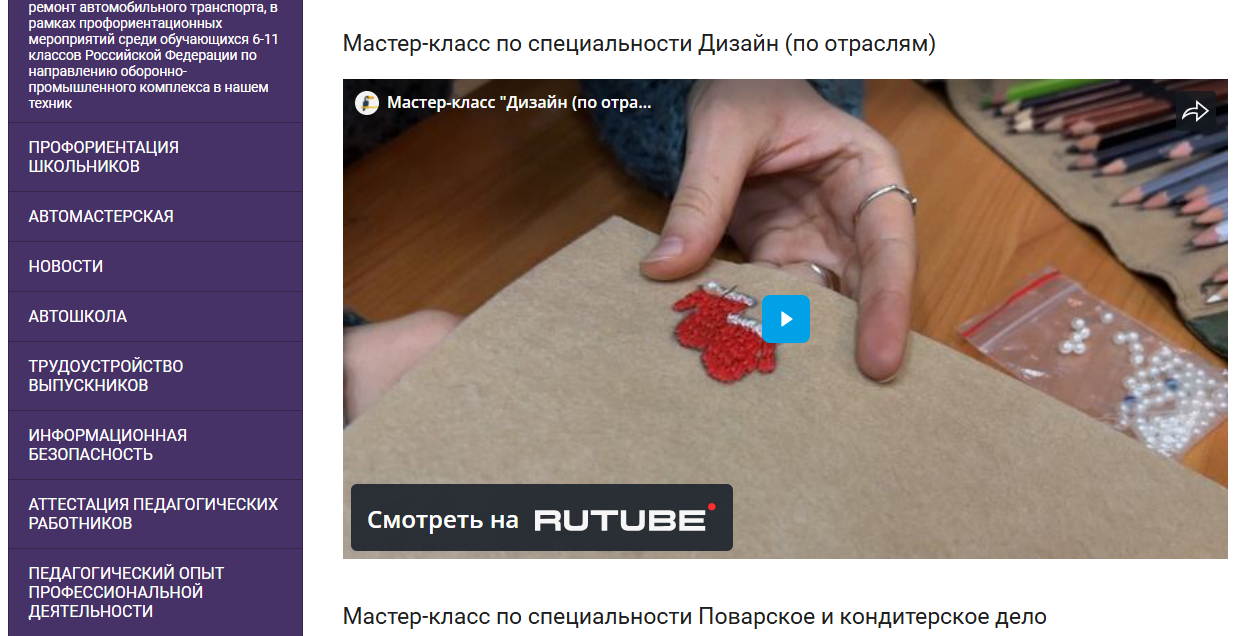 ремонт автомобильного транспорта, в
рамках профориентационных
мероприятий среди обучающихся 6-11
классов Российской Федерации по
направлению оборонно-
промышленного комплекса в нашем
техник
ПРОФОРИЕНТАЦИЯ
ШКОЛЬНИКОВ
АВТОМАСТЕРСКАЯ
НОВОСТИ
АВТОШКОЛА
ТРУДОУСТРОЙСТВО
ВЫПУСКНИКОВ
ИНФОРМАЦИОННАЯ
БЕЗОПАСНОСТЬ
АТТЕСТАЦИЯ ПЕДАГОГИЧЕСКИХ
РАБОТНИКОВ
ПЕДАГОГИЧЕСКИЙ ОПЫТ
ПРОФЕССИОНАЛЬНОЙ
ДЕЯТЕЛЬНОСТИ
Мастер-класс по специальности Дизайн (по отраслям)
Мастер-класс "Дизайн (по отра...
Смотреть на RUTUBE
Мастер-класс по специальности Поварское и кондитерское дело